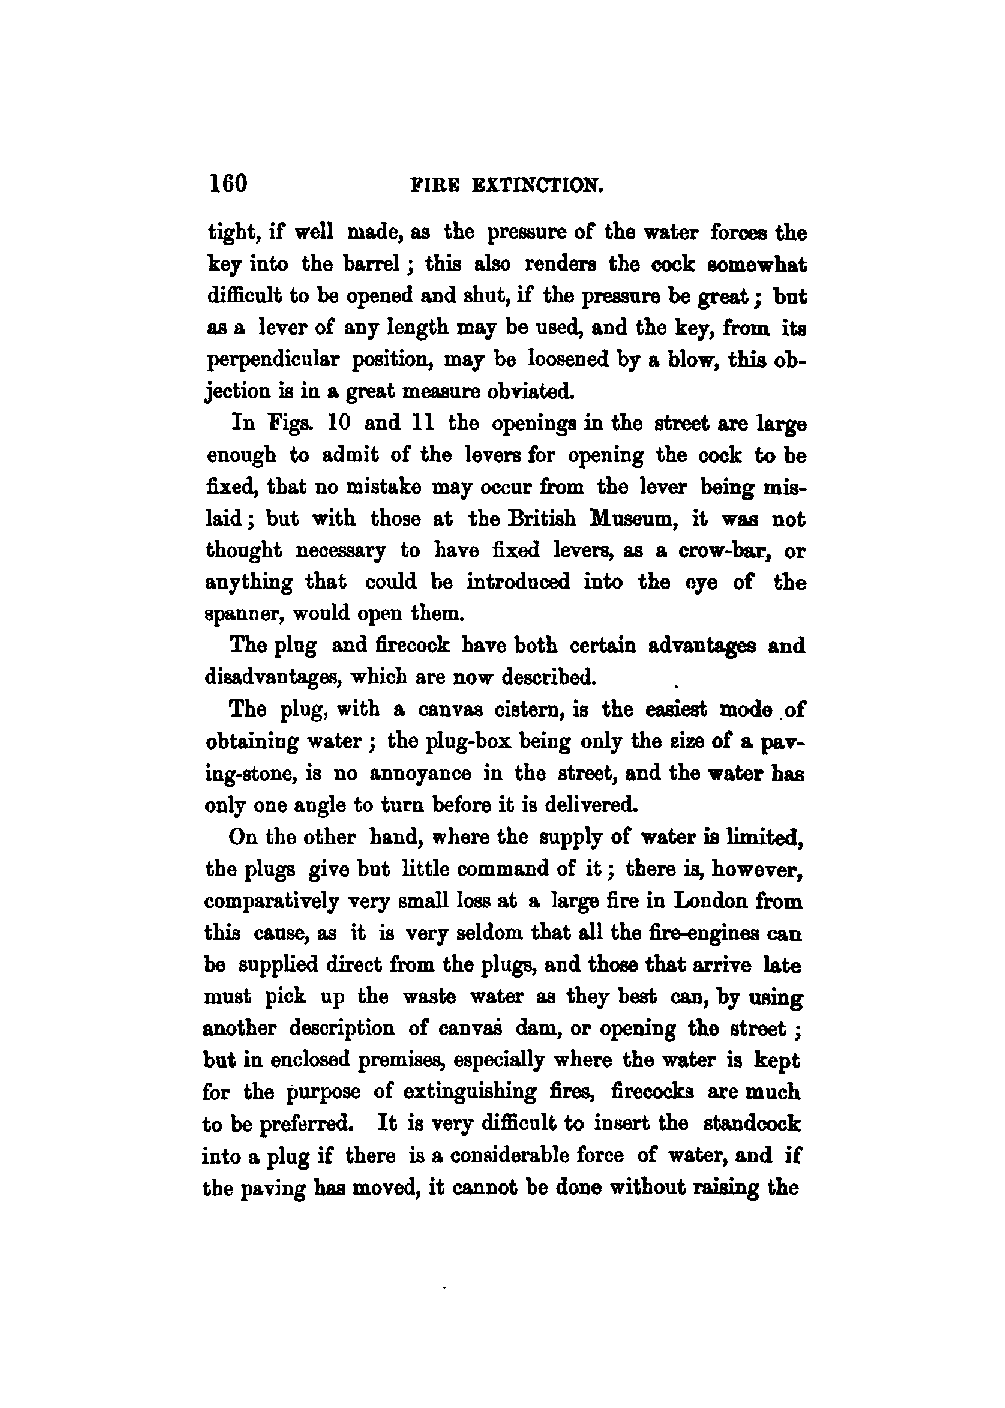 160 FIRE EXTINCTION.
tight, if well made, as the pressure of the water forces the
key into the barrel ; this also renders the cock somewhat
difficult to be opened and shut, if the pressure be great ; but
as a lever of any length may be used, and the key, from its
perpendicular position, may be loosened by a blow, this ob-
jection is in a great measure obviated.
In Figs. 10 and 11 the openings in the street are large
enough to admit of the levers for opening the cock to be
fixed, that no mistake may occur from the lever being mis-
laid ; but with those at the British Museum, it was not
thought necessary to have fixed levers, as a crow-bar, or
anything that could be introduced into the eye of the
spanner, would open them.
The plug and firecock have both certain advantages and
disadvantages, which are now described.
The plug, with a canvas cistern, is the easiest mode of
obtaining water ; the plug-box being only the size of a pav-
ing-stone, is no annoyance in the street, and the water has
only one angle to turn before it is delivered.
On the other hand, where the supply of water is limited,
the plugs give but little command of it ; there is, however,
comparatively very small loss at a large fire in London from
this cause, as it is very seldom that all the fire-engines can
be supplied direct from the plugs, and those that arrive late
must pick up the waste water as they best can, by using
another description of canvas dam, or opening the street ;
but in enclosed premises, especially where the water is kept
for the purpose of extinguishing fires, firecocks are much
to be preferred. It is very difficult to insert the standcock
into a plug if there is a considerable force of water, and if
the paving has moved, it cannot be done without raising the